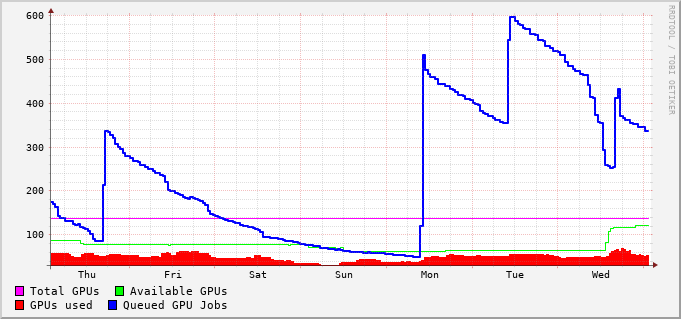 600
500
400
300
200
100
Thu Fri Sat Sun Mon Tue Wed
Total GPUs Available GPUs
GPUs used Queued GPU Jobs
RRDTOOL / TOBI OETIKER